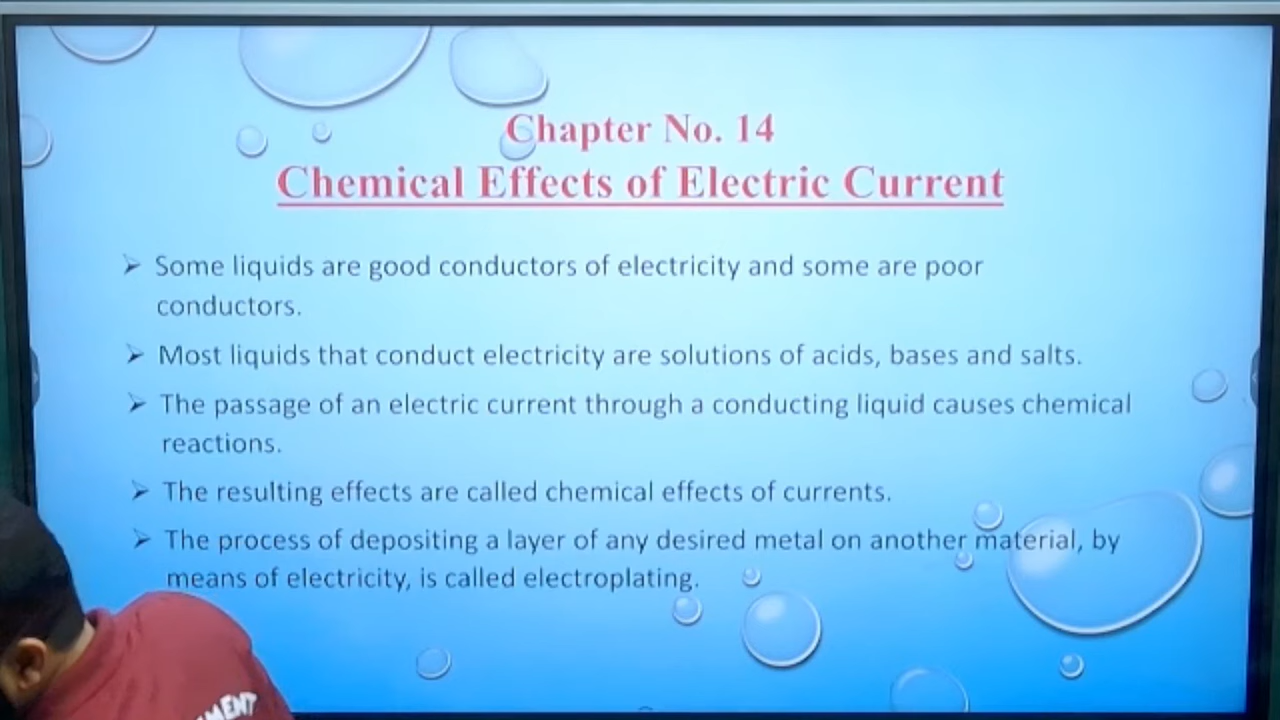 Chapter No. 14
Chemical Effects of Electric Current
➢ Some liquids are good conductors of electricity and some are poor
conductors.
➢ Most liquids that conduct electricity are solutions of acids, bases and salts.
➢ The passage of an electric current through a conducting liquid causes chemical
reactions.
➢ The resulting effects are called chemical effects of currents.
➢ The process of depositing a layer of any desired metal on another material, by
means of electricity, is called electroplating.